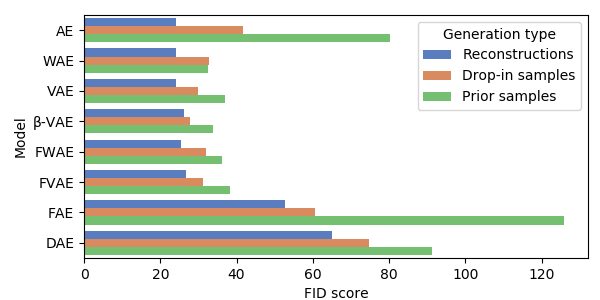 Generation type
Reconstructions
Drop-in samples
Prior samples
Model
AE
WAE
VAE
β-VAE
FWAE
FVAE
FAE
DAE
0 20 40 60 80 100 120
FID score